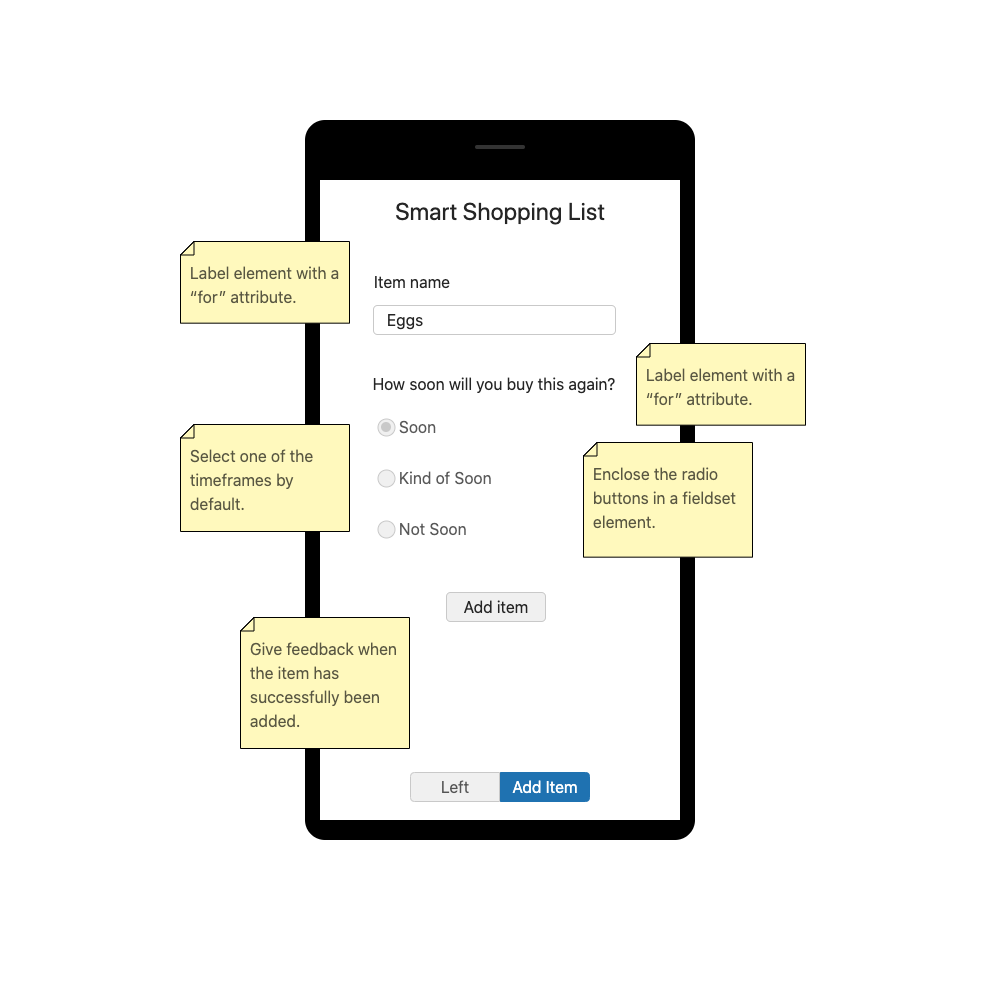 Smart Shopping List
Label element with a
“for” attribute.
Item name
Eggs
Label element with a
“for” attribute.
How soon will you buy this again?
Soon
Select one of the
timeframes by
default.
Kind of Soon
Enclose the radio
buttons in a fieldset
element.
Not Soon
Add item
Give feedback when
the item has
successfully been
added.
Left
Add Item